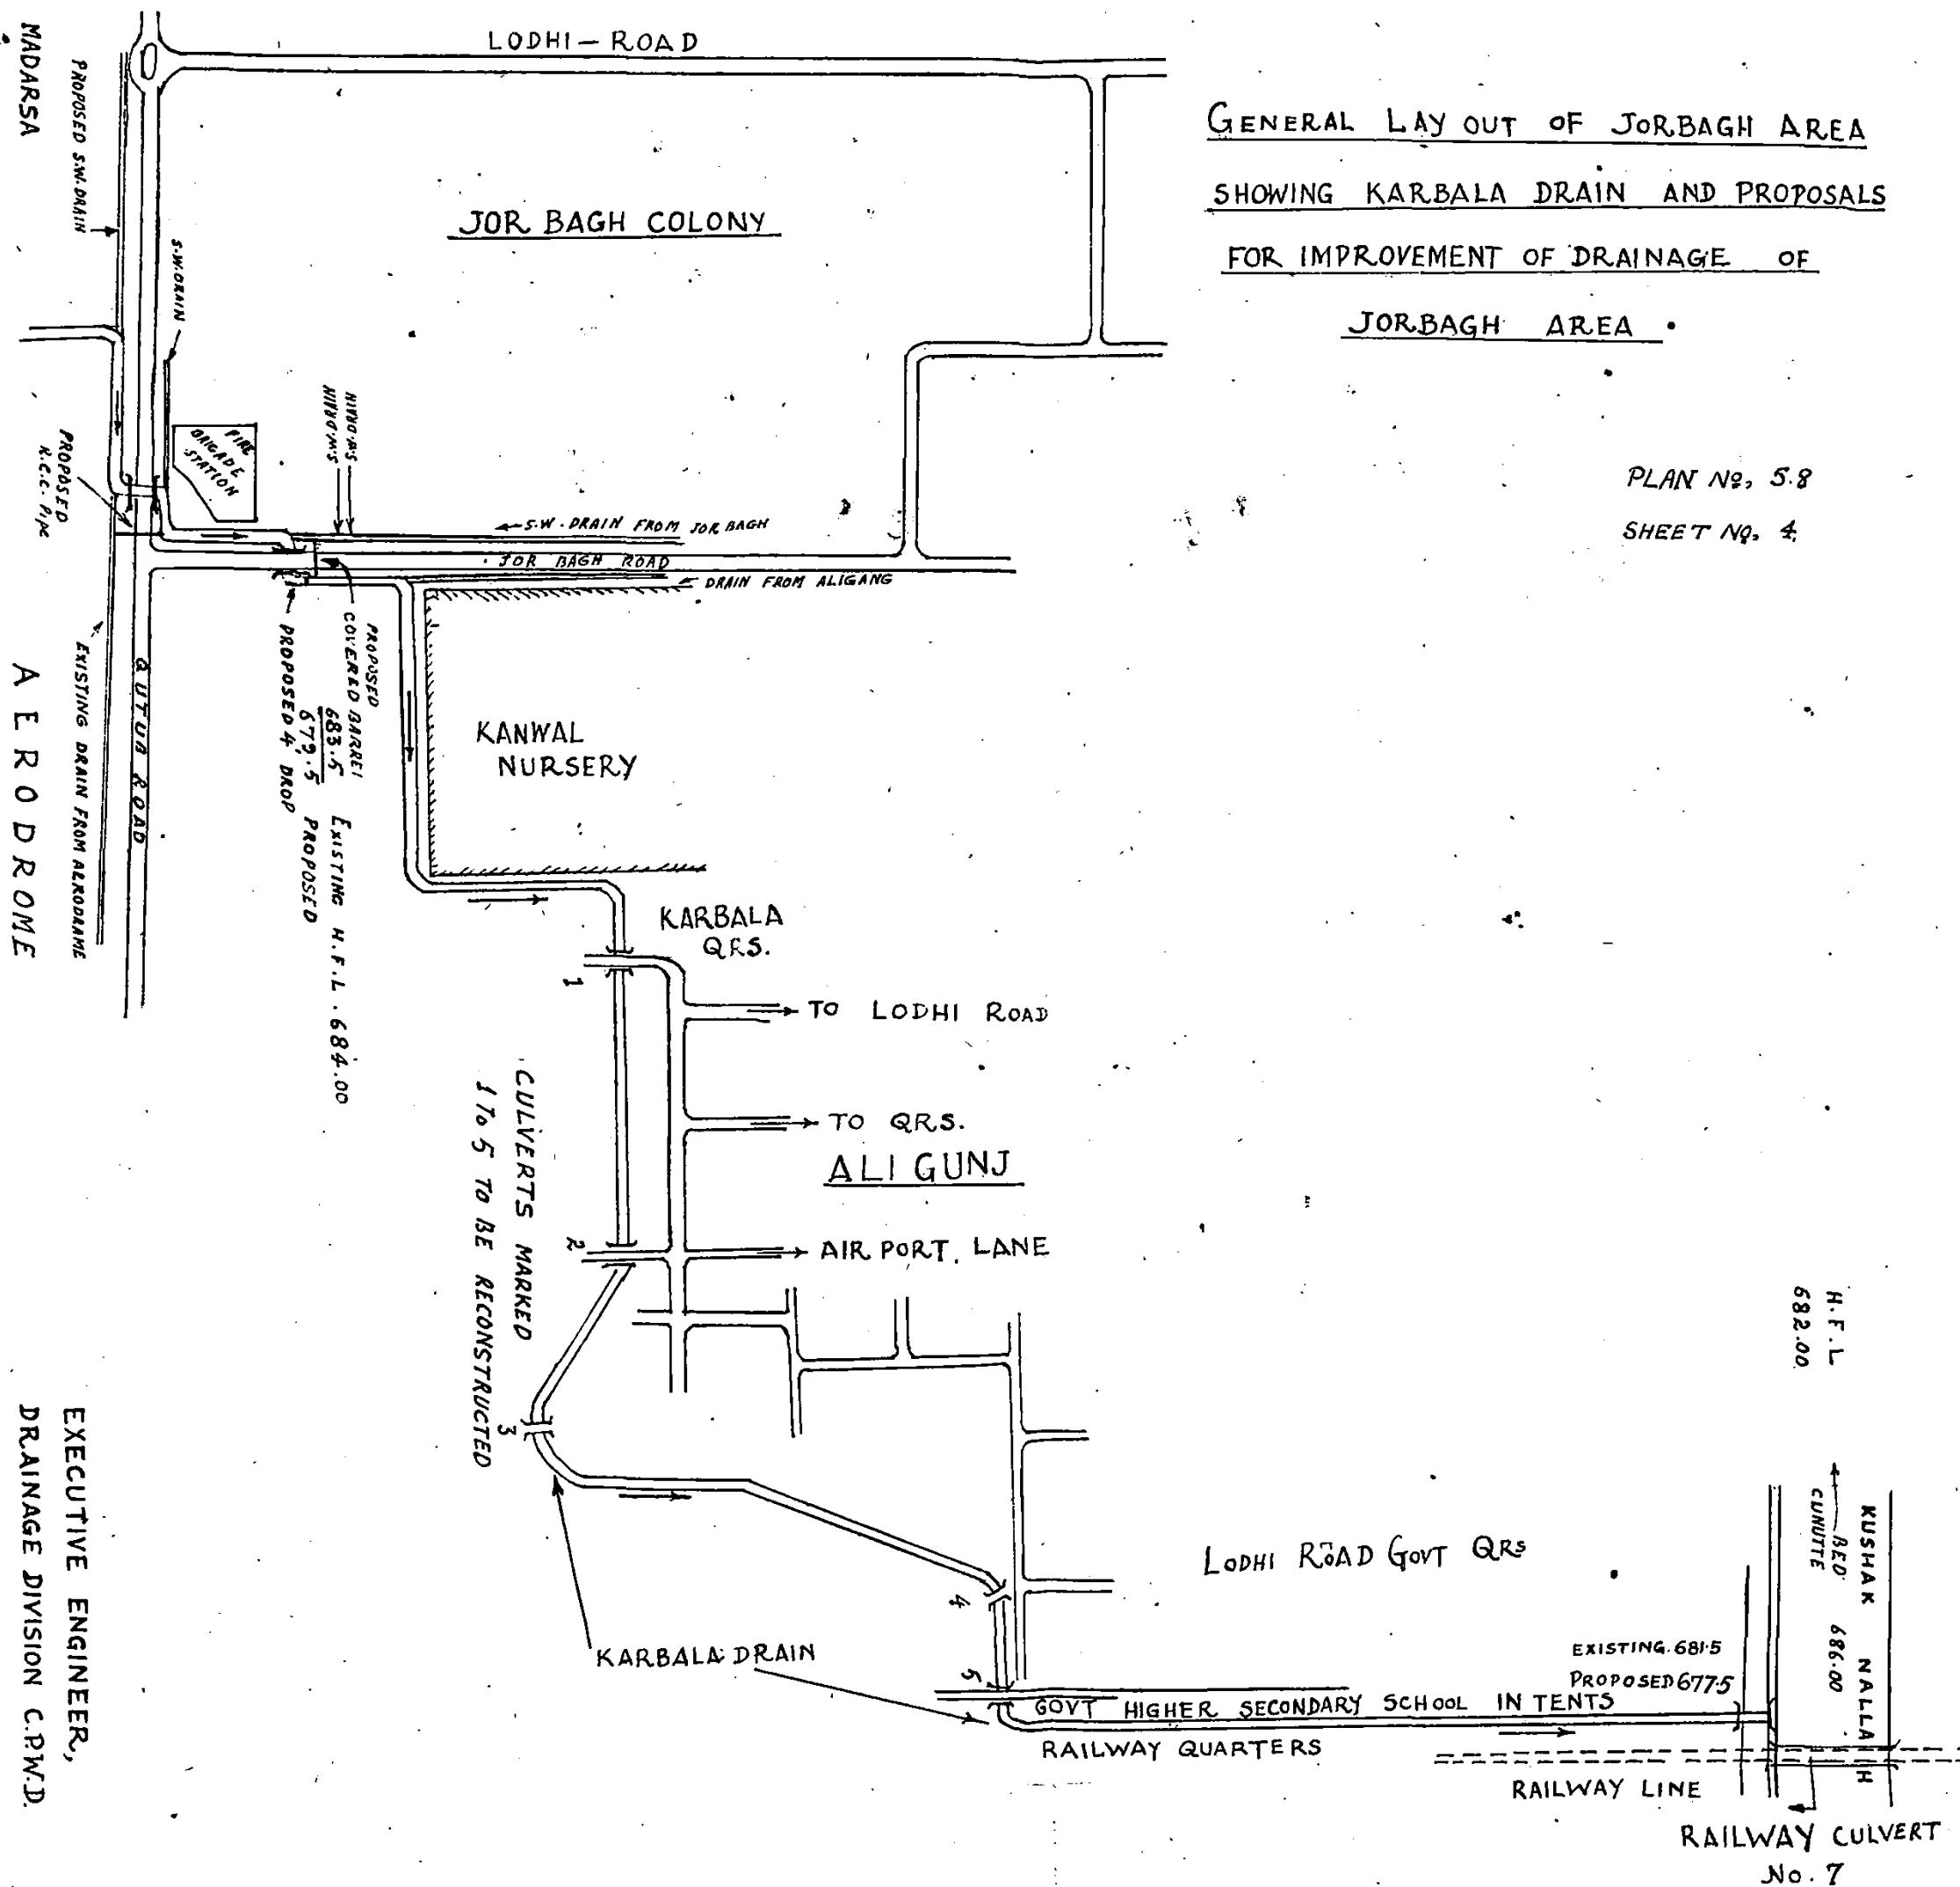 LODHI - ROAD
GENERAL LAY OUT OF JORBAGH AREA
SHOWING KARBALA DRAIN AND PROPOSALS
FOR IMPROVEMENT OF DRAINAGE OF
JORBAGH AREA.
PLAN NO, 5.8
SHEET NO, 4.
MADARSA
PROPOSED S.W. DRAIN
S.W. DRAIN
JOR BAGH COLONY
FIRE
BRIGADE
STATION
S.W. DRAIN
S.W. DRAIN
PROPOSED
R.C.C. PIPE
S.W. DRAIN FROM JOR BAGH
JOR BAGH ROAD
DRAIN FROM ALIGANG
PROPOSED
COVERED BARREL
683.5 EXISTING H.F.L. 684.00
679.5 PROPOSED
PROPOSED 4' DROP
QUTUB ROAD
EXISTING DRAIN FROM AERODRAME
AERODROME
KANWAL
NURSERY
KARBALA
QRS.
1
TO LODHI ROAD
TO QRS.
ALI GUNJ
2
AIR PORT. LANE
CULVERTS MARKED
1 TO 5 TO BE RECONSTRUCTED
3
KARBALA DRAIN
4
5
LODHI ROAD GOVT QRS
H.F.L
682.00
KUSHAK NALLAH
BED 686.00
CUNUTTE
EXISTING. 681.5
PROPOSED 677.5
GOVT HIGHER SECONDARY SCHOOL IN TENTS
RAILWAY QUARTERS
RAILWAY LINE
RAILWAY CULVERT
No. 7
EXECUTIVE ENGINEER,
DRAINAGE DIVISION C.P.W.D.